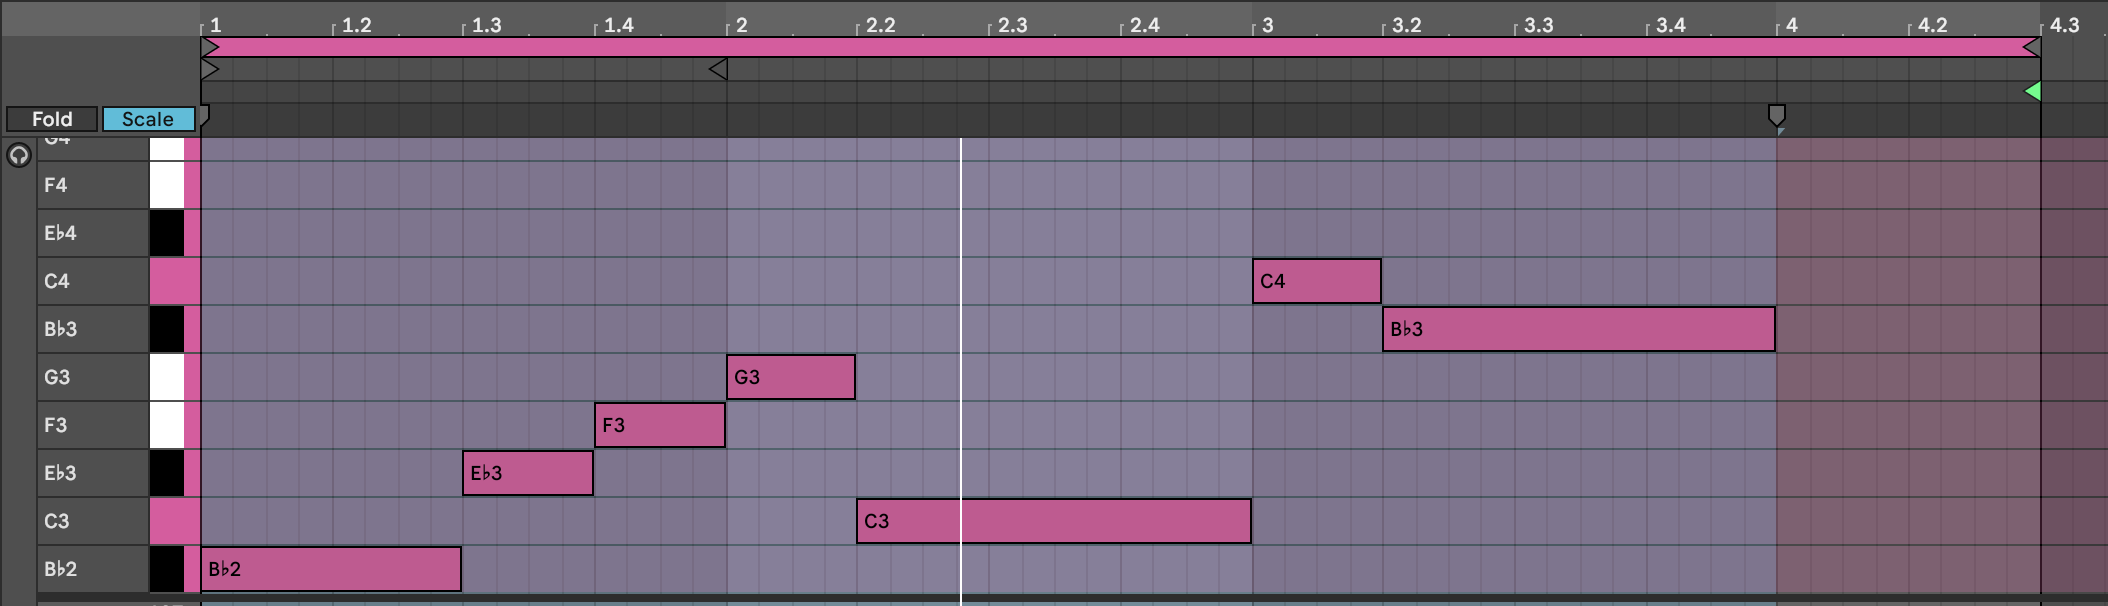 1 1.2 1.3 1.4 2 2.2 2.3 2.4 3 3.2 3.3 3.4 4 4.2 4.3
Fold Scale
G4
F4
E♭4
C4 C4
B♭3 B♭3
G3 G3
F3 F3
E♭3 E♭3
C3 C3
B♭2 B♭2